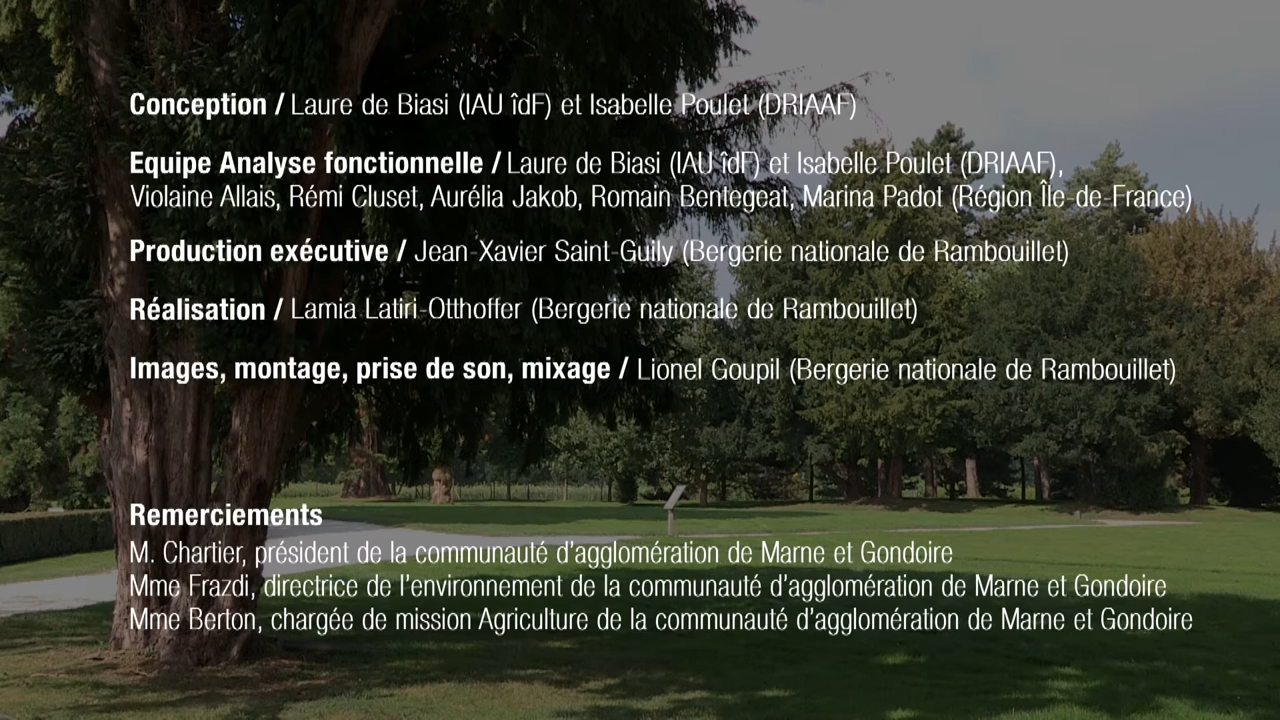 Conception / Laure de Biasi (IAU îdF) et Isabelle Poulet (DRIAAF)
Equipe Analyse fonctionnelle / Laure de Biasi (IAU îdF) et Isabelle Poulet (DRIAAF),
Violaine Allais, Rémi Cluset, Aurélia Jakob, Romain Bentegeat, Marina Padot (Région Île-de-France)
Production exécutive / Jean-Xavier Saint-Guily (Bergerie nationale de Rambouillet)
Réalisation / Lamia Latiri-Otthoffer (Bergerie nationale de Rambouillet)
Images, montage, prise de son, mixage / Lionel Goupil (Bergerie nationale de Rambouillet)
Remerciements
M. Chartier, président de la communauté d'agglomération de Marne et Gondoire
Mme Frazdi, directrice de l'environnement de la communauté d'agglomération de Marne et Gondoire
Mme Berton, chargée de mission Agriculture de la communauté d'agglomération de Marne et Gondoire